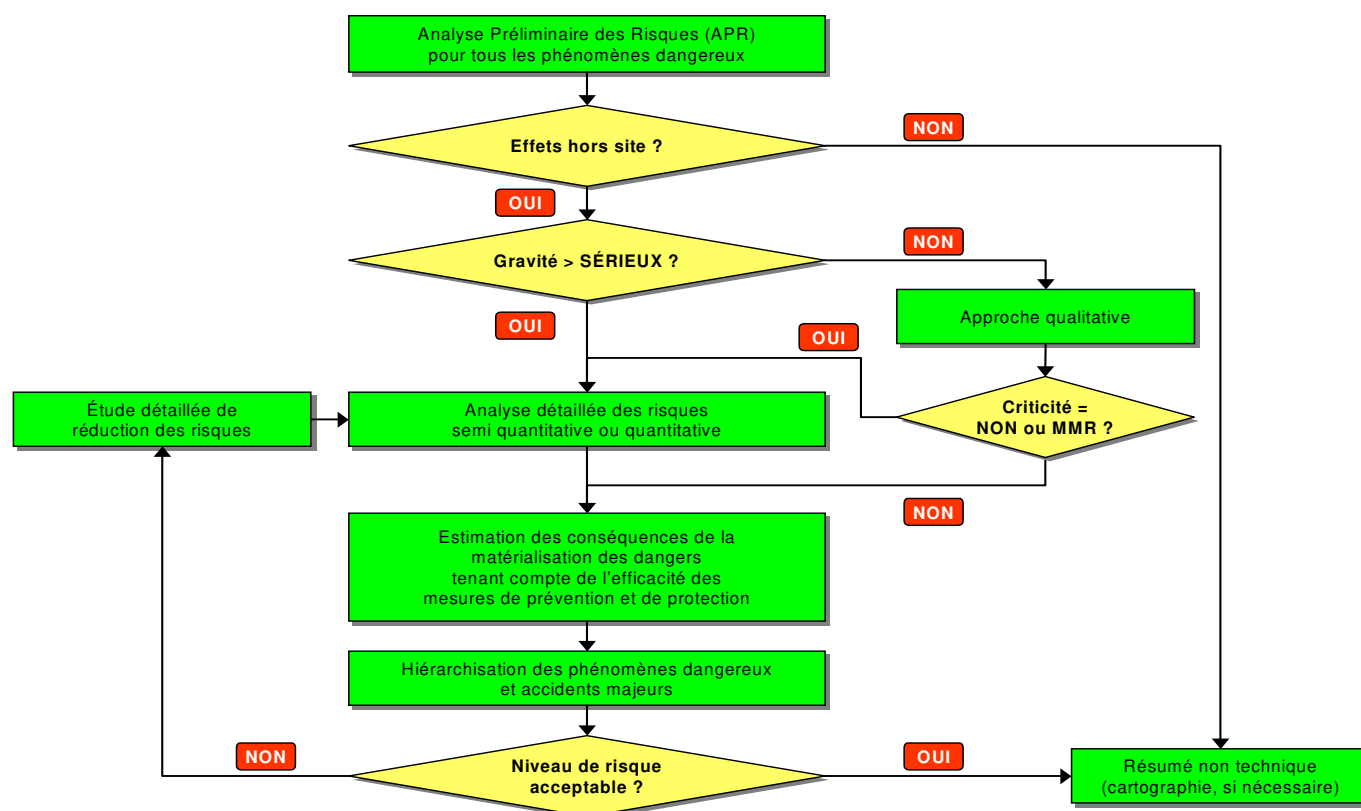 Analyse Préliminaire des Risques (APR)
pour tous les phénomènes dangereux
NON
Effets hors site ?
OUI
NON
Gravité > SÉRIEUX ?
Approche qualitative
OUI
OUI
Étude détaillée de
réduction des risques
Analyse détaillée des risques
semi quantitative ou quantitative
Criticité =
NON ou MMR ?
NON
Estimation des conséquences de la
matérialisation des dangers
tenant compte de l'efficacité des
mesures de prévention et de protection
Hiérarchisation des phénomènes dangereux
et accidents majeurs
NON
Niveau de risque
acceptable ?
OUI
Résumé non technique
(cartographie, si nécessaire)